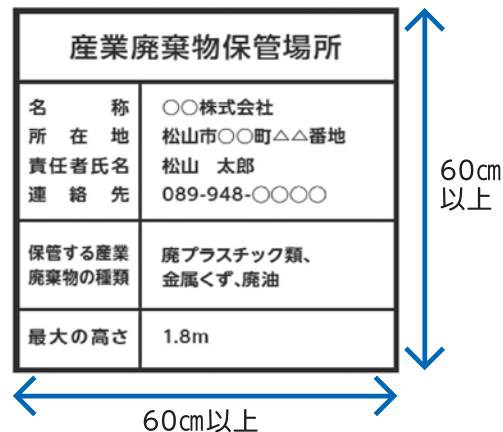 産業廃棄物保管場所
名称 ○○株式会社
所在地 松山市○○町△△番地
責任者氏名 松山 太郎
連絡先 089-948-○○○○
保管する産業廃棄物の種類 廃プラスチック類、
金属くず、廃油
最大の高さ 1.8m
60㎝
以上
60㎝以上